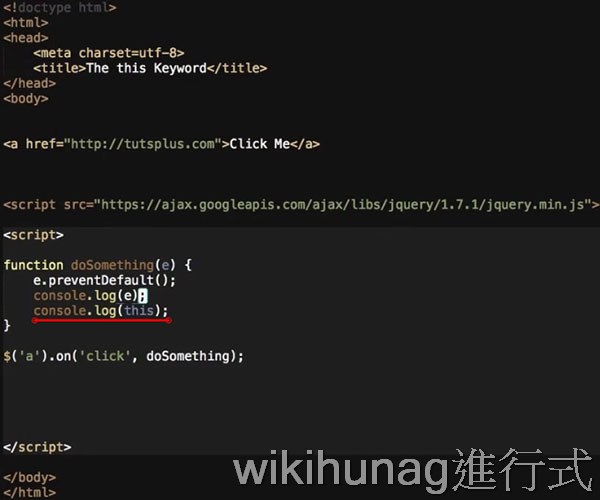 <!doctype html>
<html>
<head>
    <meta charset=utf-8>
    <title>The this Keyword</title>
</head>
<body>
<a href="http://tutsplus.com">Click Me</a>
<script src="https://ajax.googleapis.com/ajax/libs/jquery/1.7.1/jquery.min.js">
<script>
function doSomething(e) {
    e.preventDefault();
    console.log(e);
    console.log(this);
}
$('a').on('click', doSomething);
</script>
</body>
</html>
wikihunag進行式